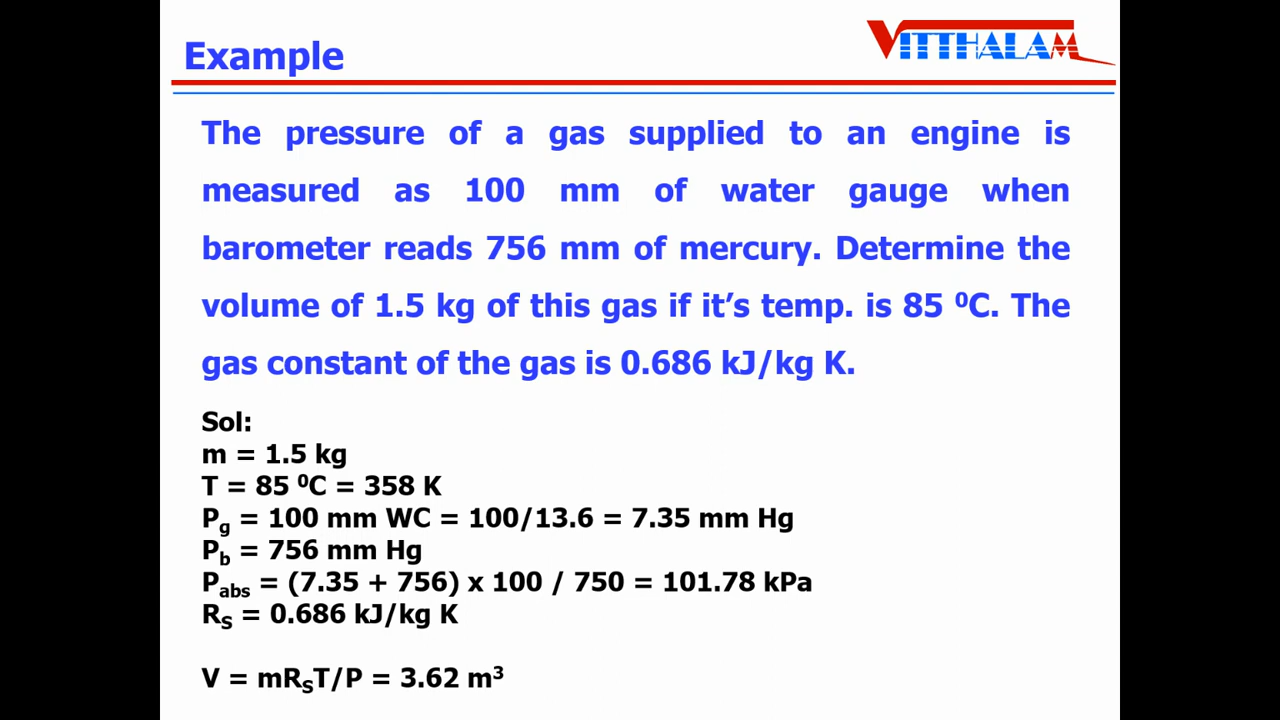 Example
VITTHALAM
The pressure of a gas supplied to an engine is
measured as 100 mm of water gauge when
barometer reads 756 mm of mercury. Determine the
volume of 1.5 kg of this gas if it’s temp. is 85 ⁰C. The
gas constant of the gas is 0.686 kJ/kg K.
Sol:
m = 1.5 kg
T = 85 ⁰C = 358 K
Pg = 100 mm WC = 100/13.6 = 7.35 mm Hg
Pb = 756 mm Hg
Pabs = (7.35 + 756) x 100 / 750 = 101.78 kPa
RS = 0.686 kJ/kg K
V = mRST/P = 3.62 m³